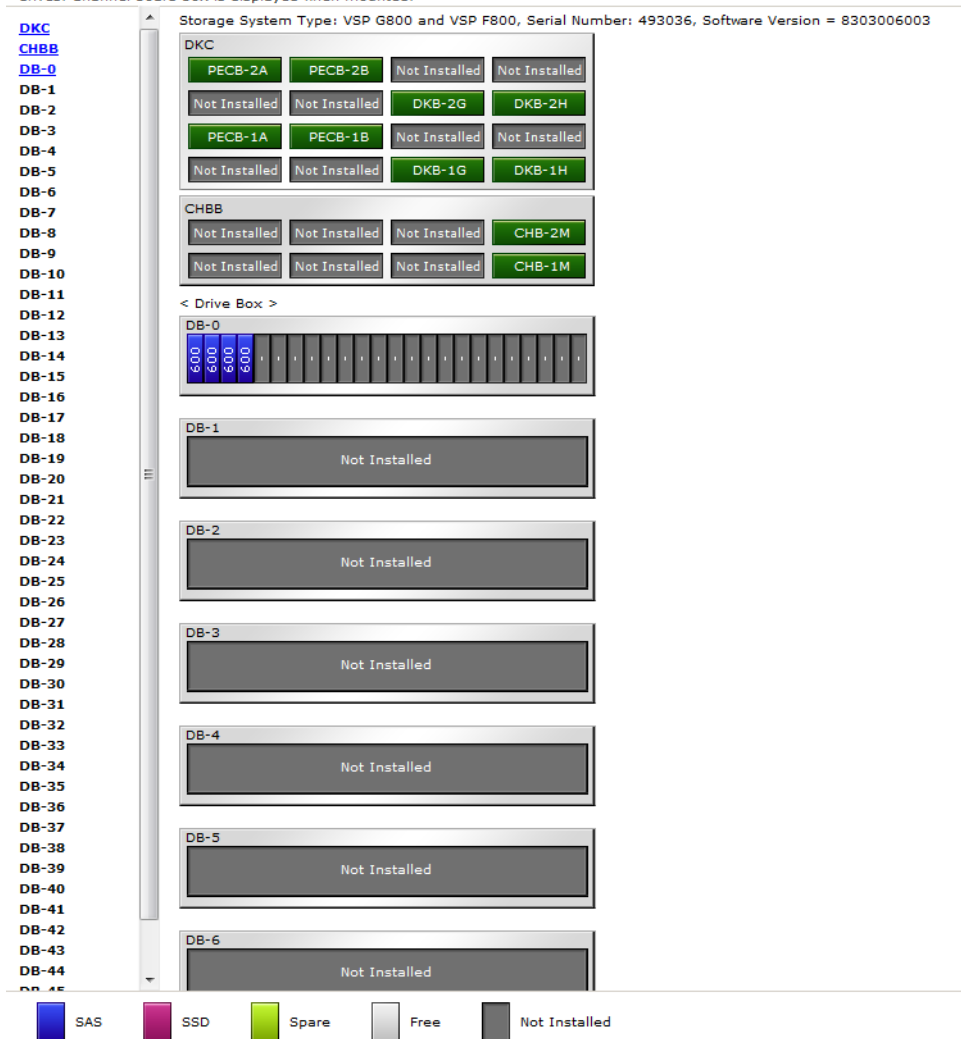 DKC
CHBB
DB-0
DB-1
DB-2
DB-3
DB-4
DB-5
DB-6
DB-7
DB-8
DB-9
DB-10
DB-11
DB-12
DB-13
DB-14
DB-15
DB-16
DB-17
DB-18
DB-19
DB-20
DB-21
DB-22
DB-23
DB-24
DB-25
DB-26
DB-27
DB-28
DB-29
DB-30
DB-31
DB-32
DB-33
DB-34
DB-35
DB-36
DB-37
DB-38
DB-39
DB-40
DB-41
DB-42
DB-43
DB-44
Storage System Type: VSP G800 and VSP F800, Serial Number: 493036, Software Version = 8303006003
DKC
PECB-2A PECB-2B Not Installed Not Installed
Not Installed Not Installed DKB-2G DKB-2H
PECB-1A PECB-1B Not Installed Not Installed
Not Installed Not Installed DKB-1G DKB-1H
CHBB
Not Installed Not Installed Not Installed CHB-2M
Not Installed Not Installed Not Installed CHB-1M
< Drive Box >
DB-0
600 600 600 600 - - - - - - - - - - - - - - - - - - - -
DB-1
Not Installed
DB-2
Not Installed
DB-3
Not Installed
DB-4
Not Installed
DB-5
Not Installed
DB-6
Not Installed
SAS SSD Spare Free Not Installed